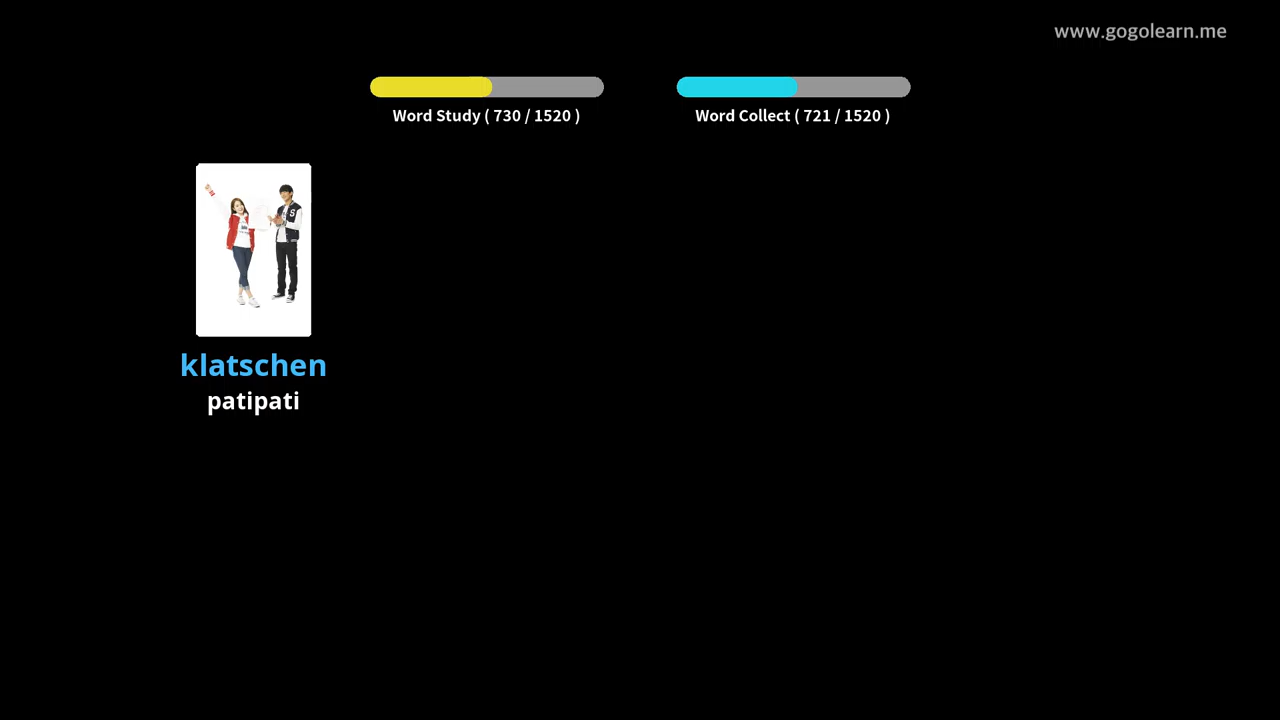 www.gogolearn.me
Word Study ( 730 / 1520 )
Word Collect ( 721 / 1520 )
S
klatschen
patipati